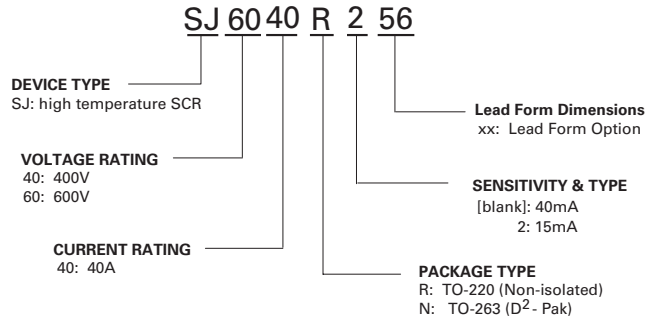 SJ 60 40 R 2 56
DEVICE TYPE
SJ: high temperature SCR
VOLTAGE RATING
40: 400V
60: 600V
CURRENT RATING
40: 40A
Lead Form Dimensions
xx: Lead Form Option
SENSITIVITY & TYPE
[blank]: 40mA
2: 15mA
PACKAGE TYPE
R: TO-220 (Non-isolated)
N: TO-263 (D2- Pak)